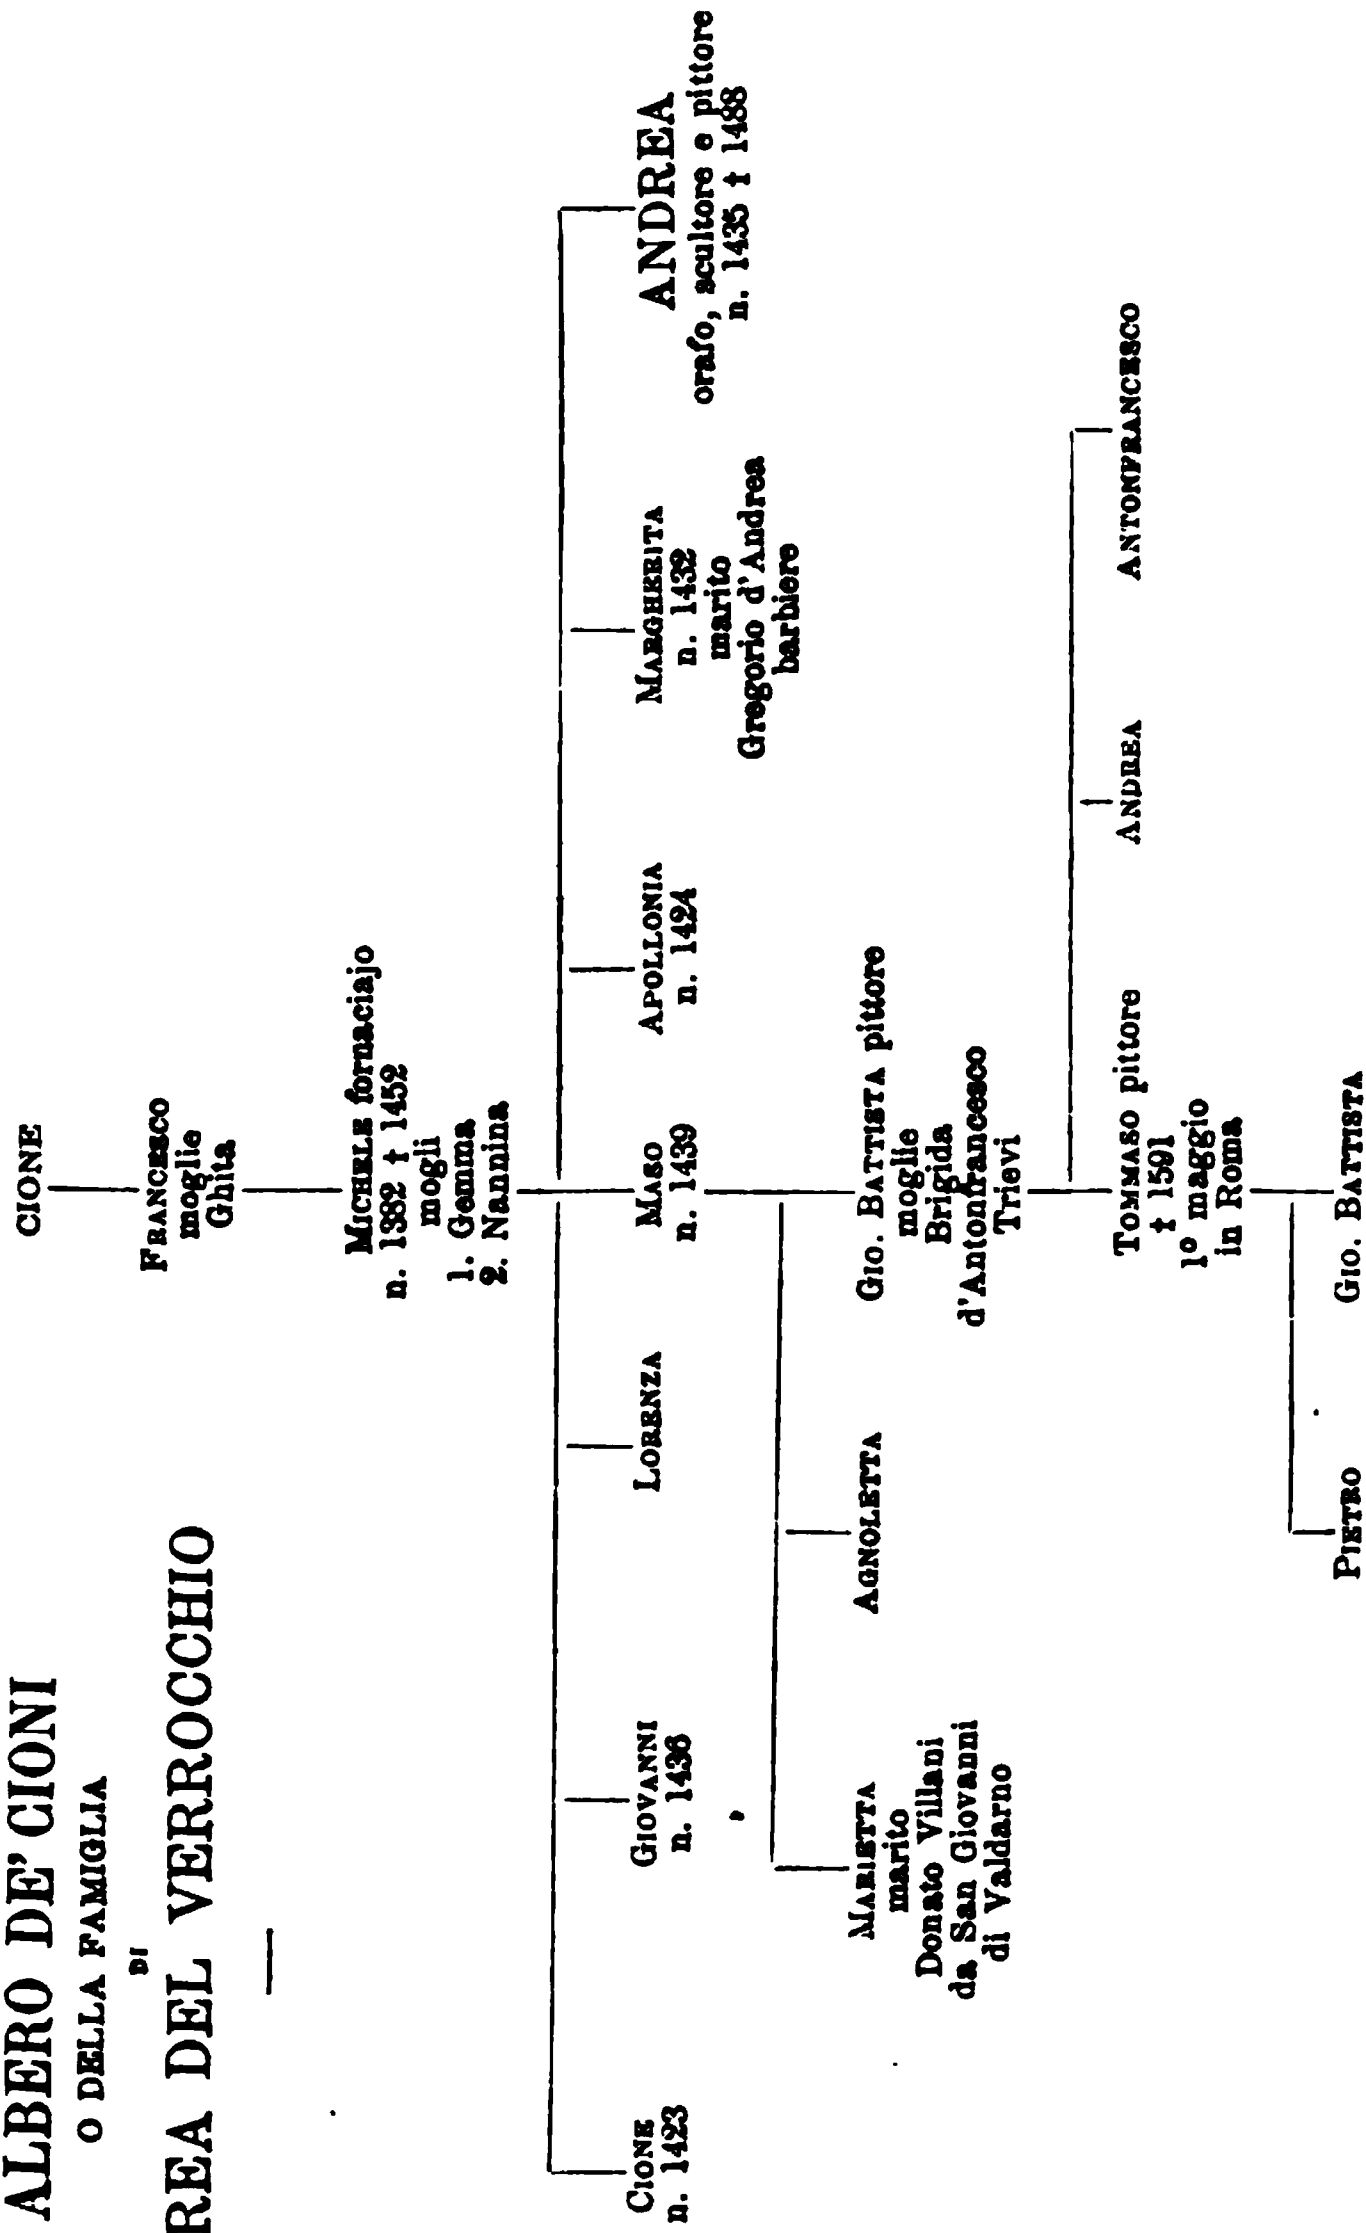 ALBERO DE' CIONI
O DELLA FAMIGLIA
DI
REA DEL VERROCCHIO
CIONE
FRANCESCO
moglie
Ghita
MICHELE fornaciajo
n. 1382 † 1452
mogli
1. Gemma
2. Nannina
CIONE
n. 1423
GIOVANNI
n. 1436
LORENZA
MASO
n. 1439
APOLLONIA
n. 1424
MARGHERITA
n. 1432
marito
Gregorio d'Andrea
barbiere
ANDREA
orafo, scultore e pittore
n. 1435 † 1488
MARIETTA
marito
Donato Villani
da San Giovanni
di Valdarno
AGNOLETTA
GIO. BATTISTA pittore
moglie
Brigida
d'Antonfrancesco
Trievi
TOMMASO pittore
† 1591
1º maggio
in Roma
ANDREA
ANTONFRANCESCO
PIETRO
GIO. BATTISTA